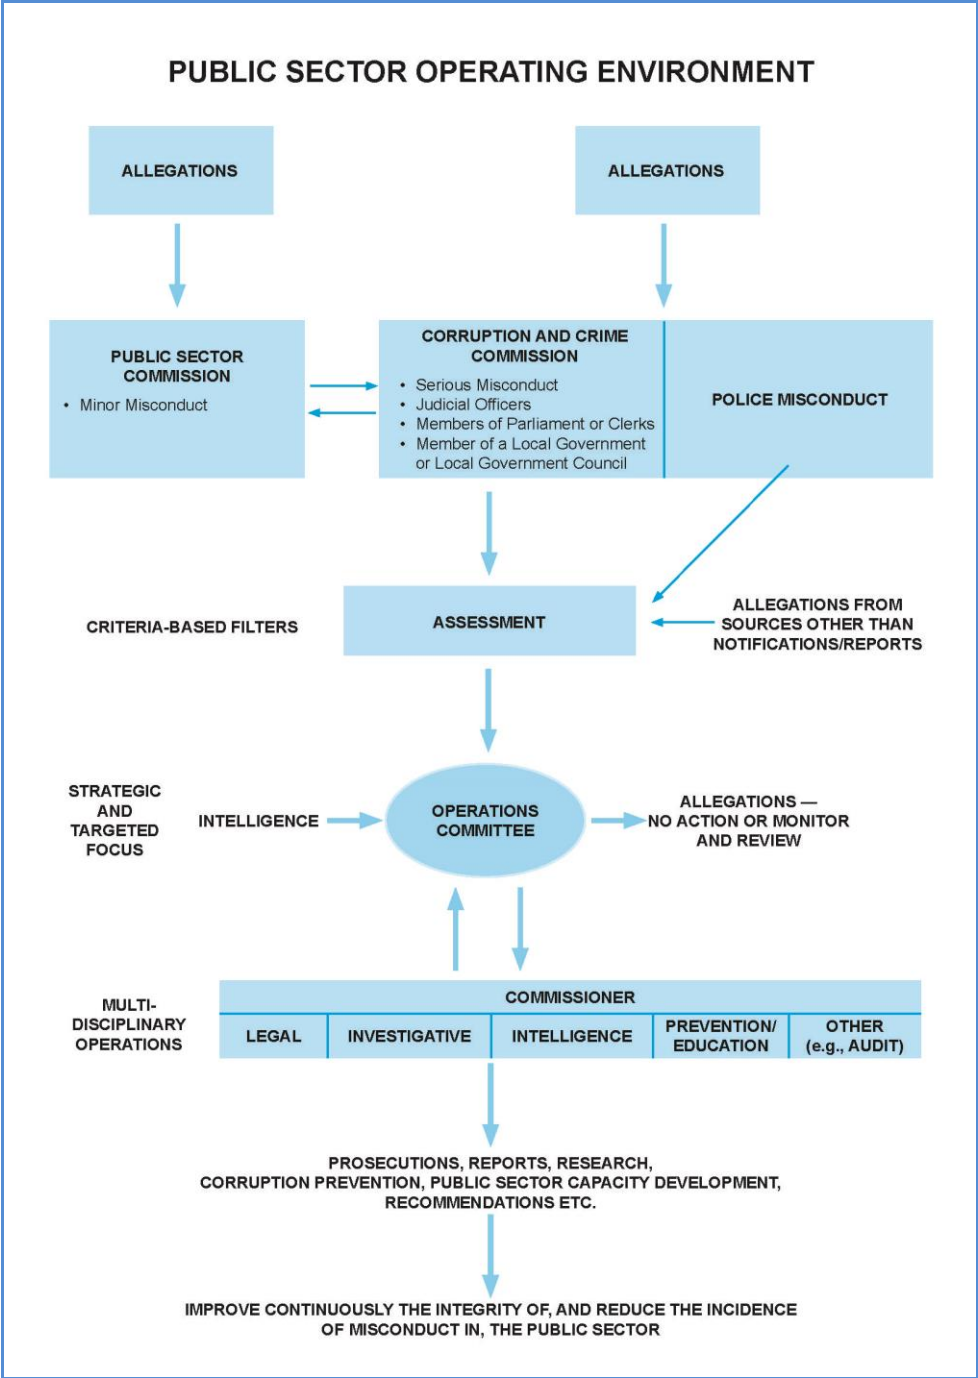 PUBLIC SECTOR OPERATING ENVIRONMENT
ALLEGATIONS
ALLEGATIONS
PUBLIC SECTOR
COMMISSION
• Minor Misconduct
CORRUPTION AND CRIME
COMMISSION
• Serious Misconduct
• Judicial Officers
• Members of Parliament or Clerks
• Member of a Local Government
or Local Government Council
POLICE MISCONDUCT
CRITERIA-BASED FILTERS
ASSESSMENT
ALLEGATIONS FROM
SOURCES OTHER THAN
NOTIFICATIONS/REPORTS
STRATEGIC
AND
TARGETED
FOCUS
INTELLIGENCE
OPERATIONS
COMMITTEE
ALLEGATIONS —
NO ACTION OR MONITOR
AND REVIEW
MULTI-
DISCIPLINARY
OPERATIONS
COMMISSIONER
LEGAL
INVESTIGATIVE
INTELLIGENCE
PREVENTION/
EDUCATION
OTHER
(e.g., AUDIT)
PROSECUTIONS, REPORTS, RESEARCH,
CORRUPTION PREVENTION, PUBLIC SECTOR CAPACITY DEVELOPMENT,
RECOMMENDATIONS ETC.
IMPROVE CONTINUOUSLY THE INTEGRITY OF, AND REDUCE THE INCIDENCE
OF MISCONDUCT IN, THE PUBLIC SECTOR